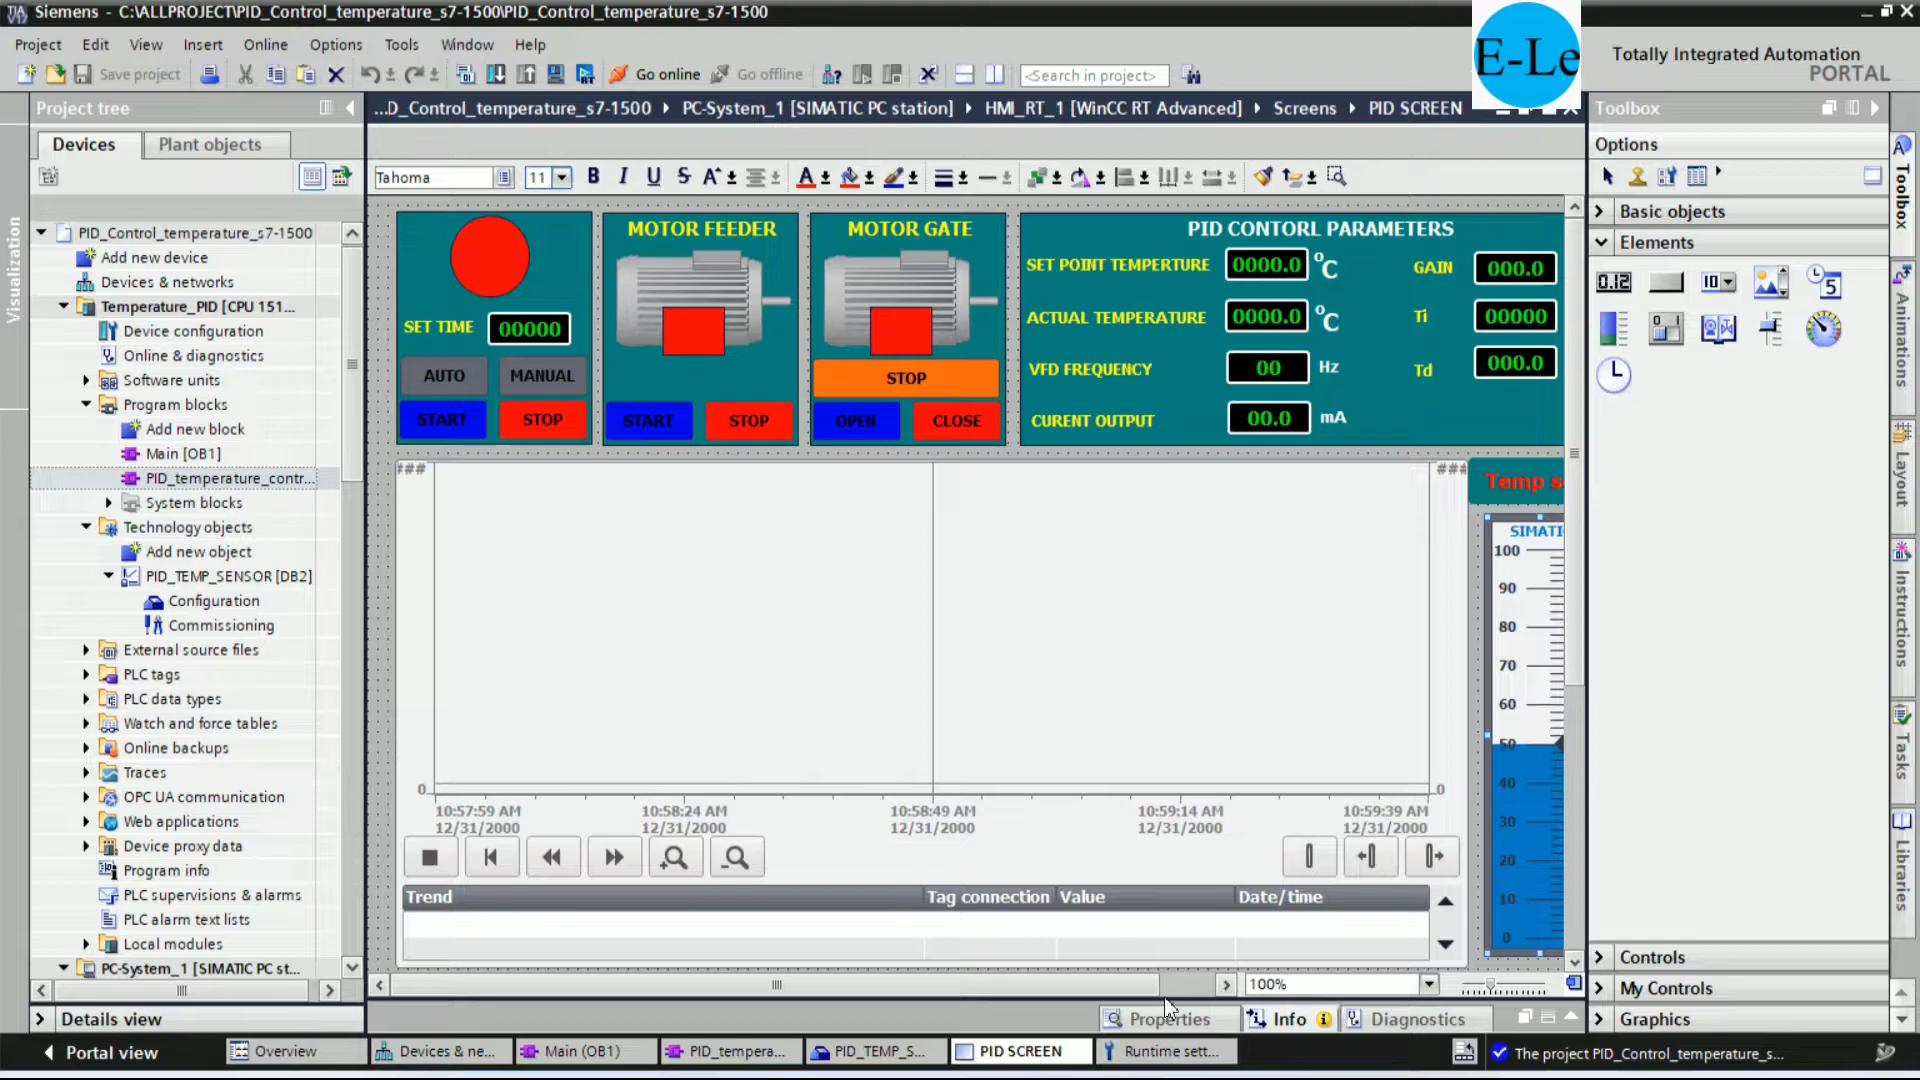 Siemens - C:\ALLPROJECT\PID_Control_temperature_s7-1500\PID_Control_temperature_s7-1500
Project Edit View Insert Online Options Tools Window Help
E-Le
Totally Integrated Automation
PORTAL
Save project
Go online
Go offline
<Search in project>
Project tree
...D_Control_temperature_s7-1500 PC-System_1 [SIMATIC PC station] HMI_RT_1 [WinCC RT Advanced] Screens PID SCREEN
Toolbox
Devices
Plant objects
Options
Tahoma
11
B I U S A
Visualization
PID_Control_temperature_s7-1500
Add new device
Devices & networks
Temperature_PID [CPU 151...
Device configuration
Online & diagnostics
Software units
Program blocks
Add new block
Main [OB1]
PID_temperature_contr...
System blocks
Technology objects
Add new object
PID_TEMP_SENSOR [DB2]
Configuration
Commissioning
External source files
PLC tags
PLC data types
Watch and force tables
Online backups
Traces
OPC UA communication
Web applications
Device proxy data
Program info
PLC supervisions & alarms
PLC alarm text lists
Local modules
PC-System_1 [SIMATIC PC st...
Details view
SET TIME
00000
AUTO
MANUAL
START
STOP
MOTOR FEEDER
START
STOP
MOTOR GATE
STOP
OPEN
CLOSE
PID CONTORL PARAMETERS
SET POINT TEMPERTURE 0000.0 °C GAIN 000.0
ACTUAL TEMPERATURE 0000.0 °C Ti 00000
VFD FREQUENCY 00 Hz Td 000.0
CURENT OUTPUT 00.0 mA
###
###
0
0
10:57:59 AM
12/31/2000
10:58:24 AM
12/31/2000
10:58:49 AM
12/31/2000
10:59:14 AM
12/31/2000
10:59:39 AM
12/31/2000
Trend Tag connection Value Date/time
Temp s
SIMATI
100
90
80
70
60
50
40
30
20
10
0
100%
Properties
Info
Diagnostics
Basic objects
Elements
Controls
My Controls
Graphics
Toolbox
Animations
Layout
Instructions
Tasks
Libraries
Portal view
Overview
Devices & ne...
Main (OB1)
PID_tempera...
PID_TEMP_S...
PID SCREEN
Runtime sett...
The project PID_Control_temperature_s...